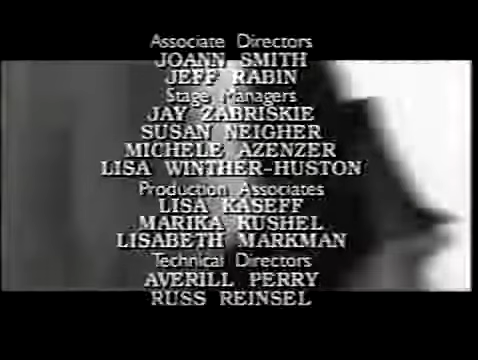 Associate Directors
JOANN SMITH
JEFF RABIN
Stage Managers
JAY ZABRISKIE
SUSAN NEIGHER
MICHELE AZENZER
LISA WINTHER-HUSTON
Production Associates
LISA KASEFF
MARIKA KUSHEL
LISABETH MARKMAN
Technical Directors
AVERILL PERRY
RUSS REINSEL